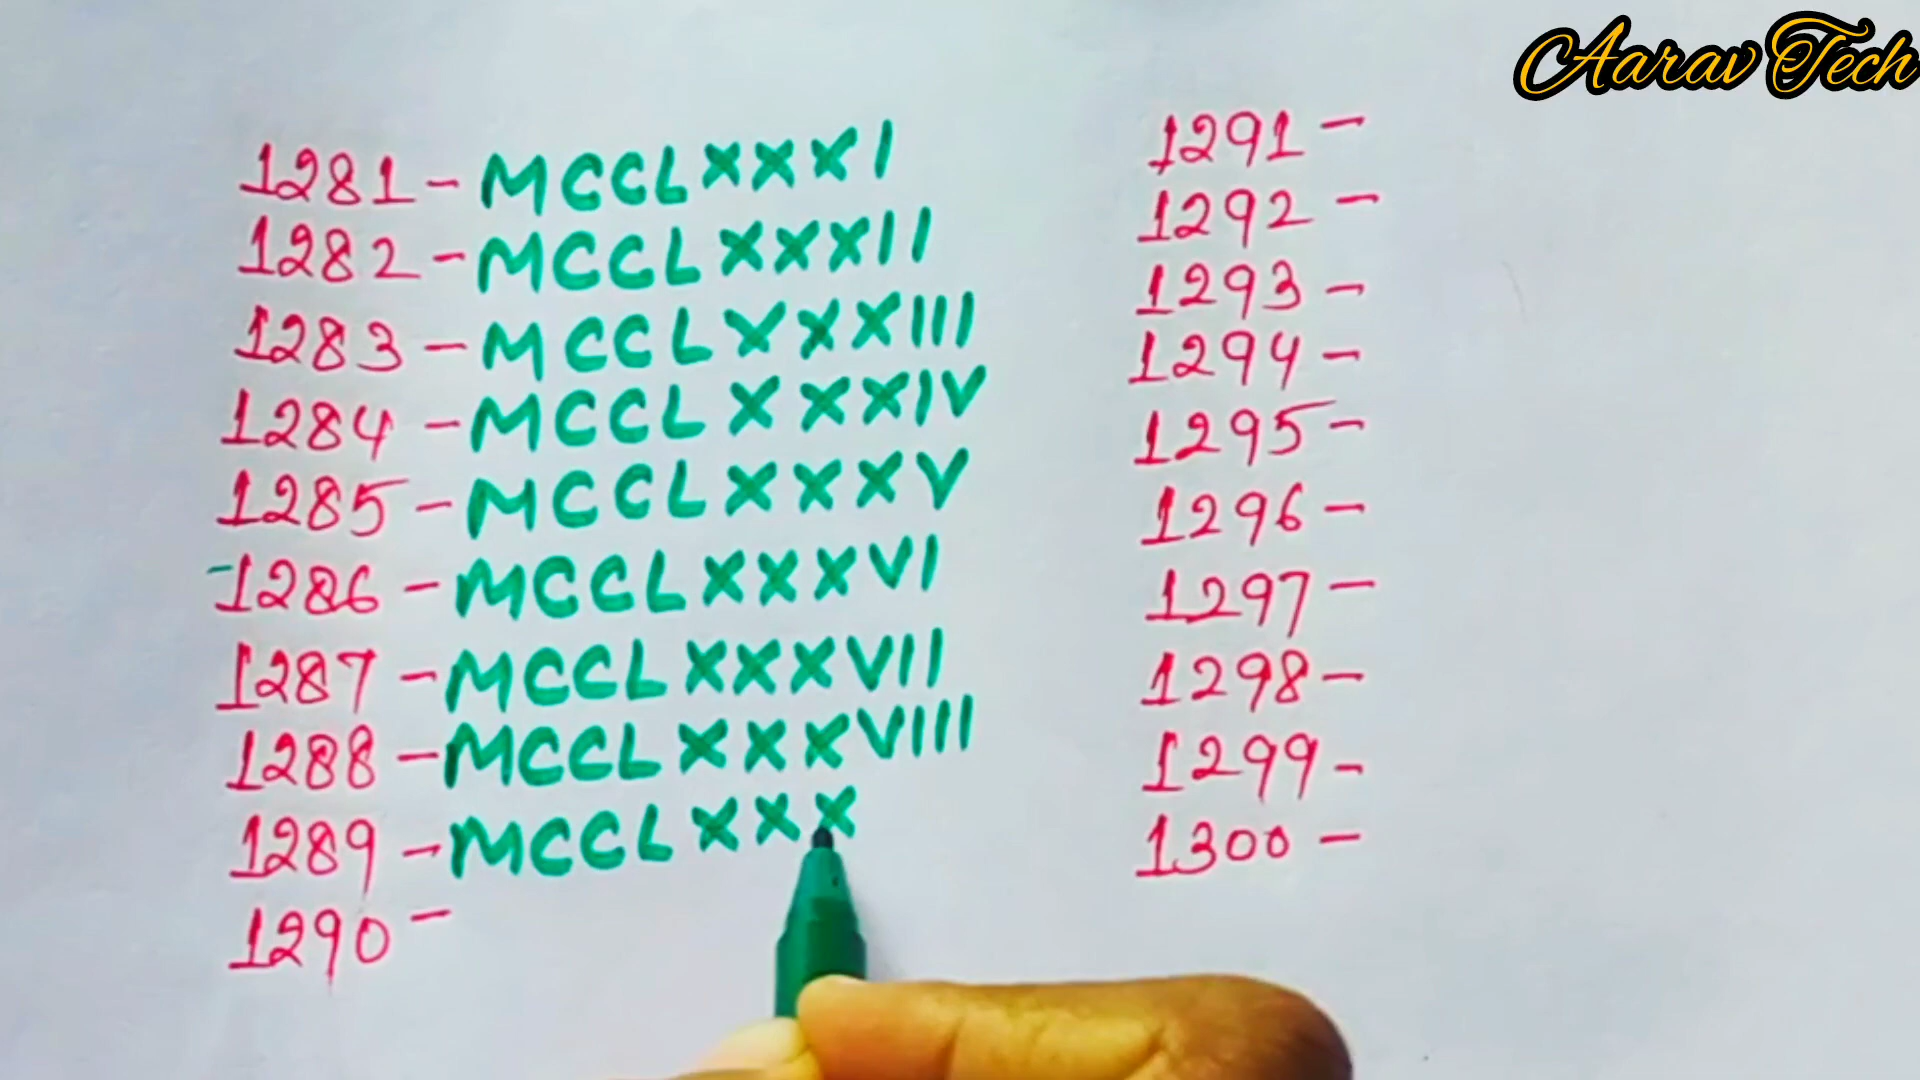 Aarav Tech
1281 - MCCLXXXI
1282 - MCCLXXXII
1283 - MCCLXXXIII
1284 - MCCLXXXIV
1285 - MCCLXXXV
1286 - MCCLXXXVI
1287 - MCCLXXXVII
1288 - MCCLXXXVIII
1289 - MCCLXXX
1290 -
1291 -
1292 -
1293 -
1294 -
1295 -
1296 -
1297 -
1298 -
1299 -
1300 -